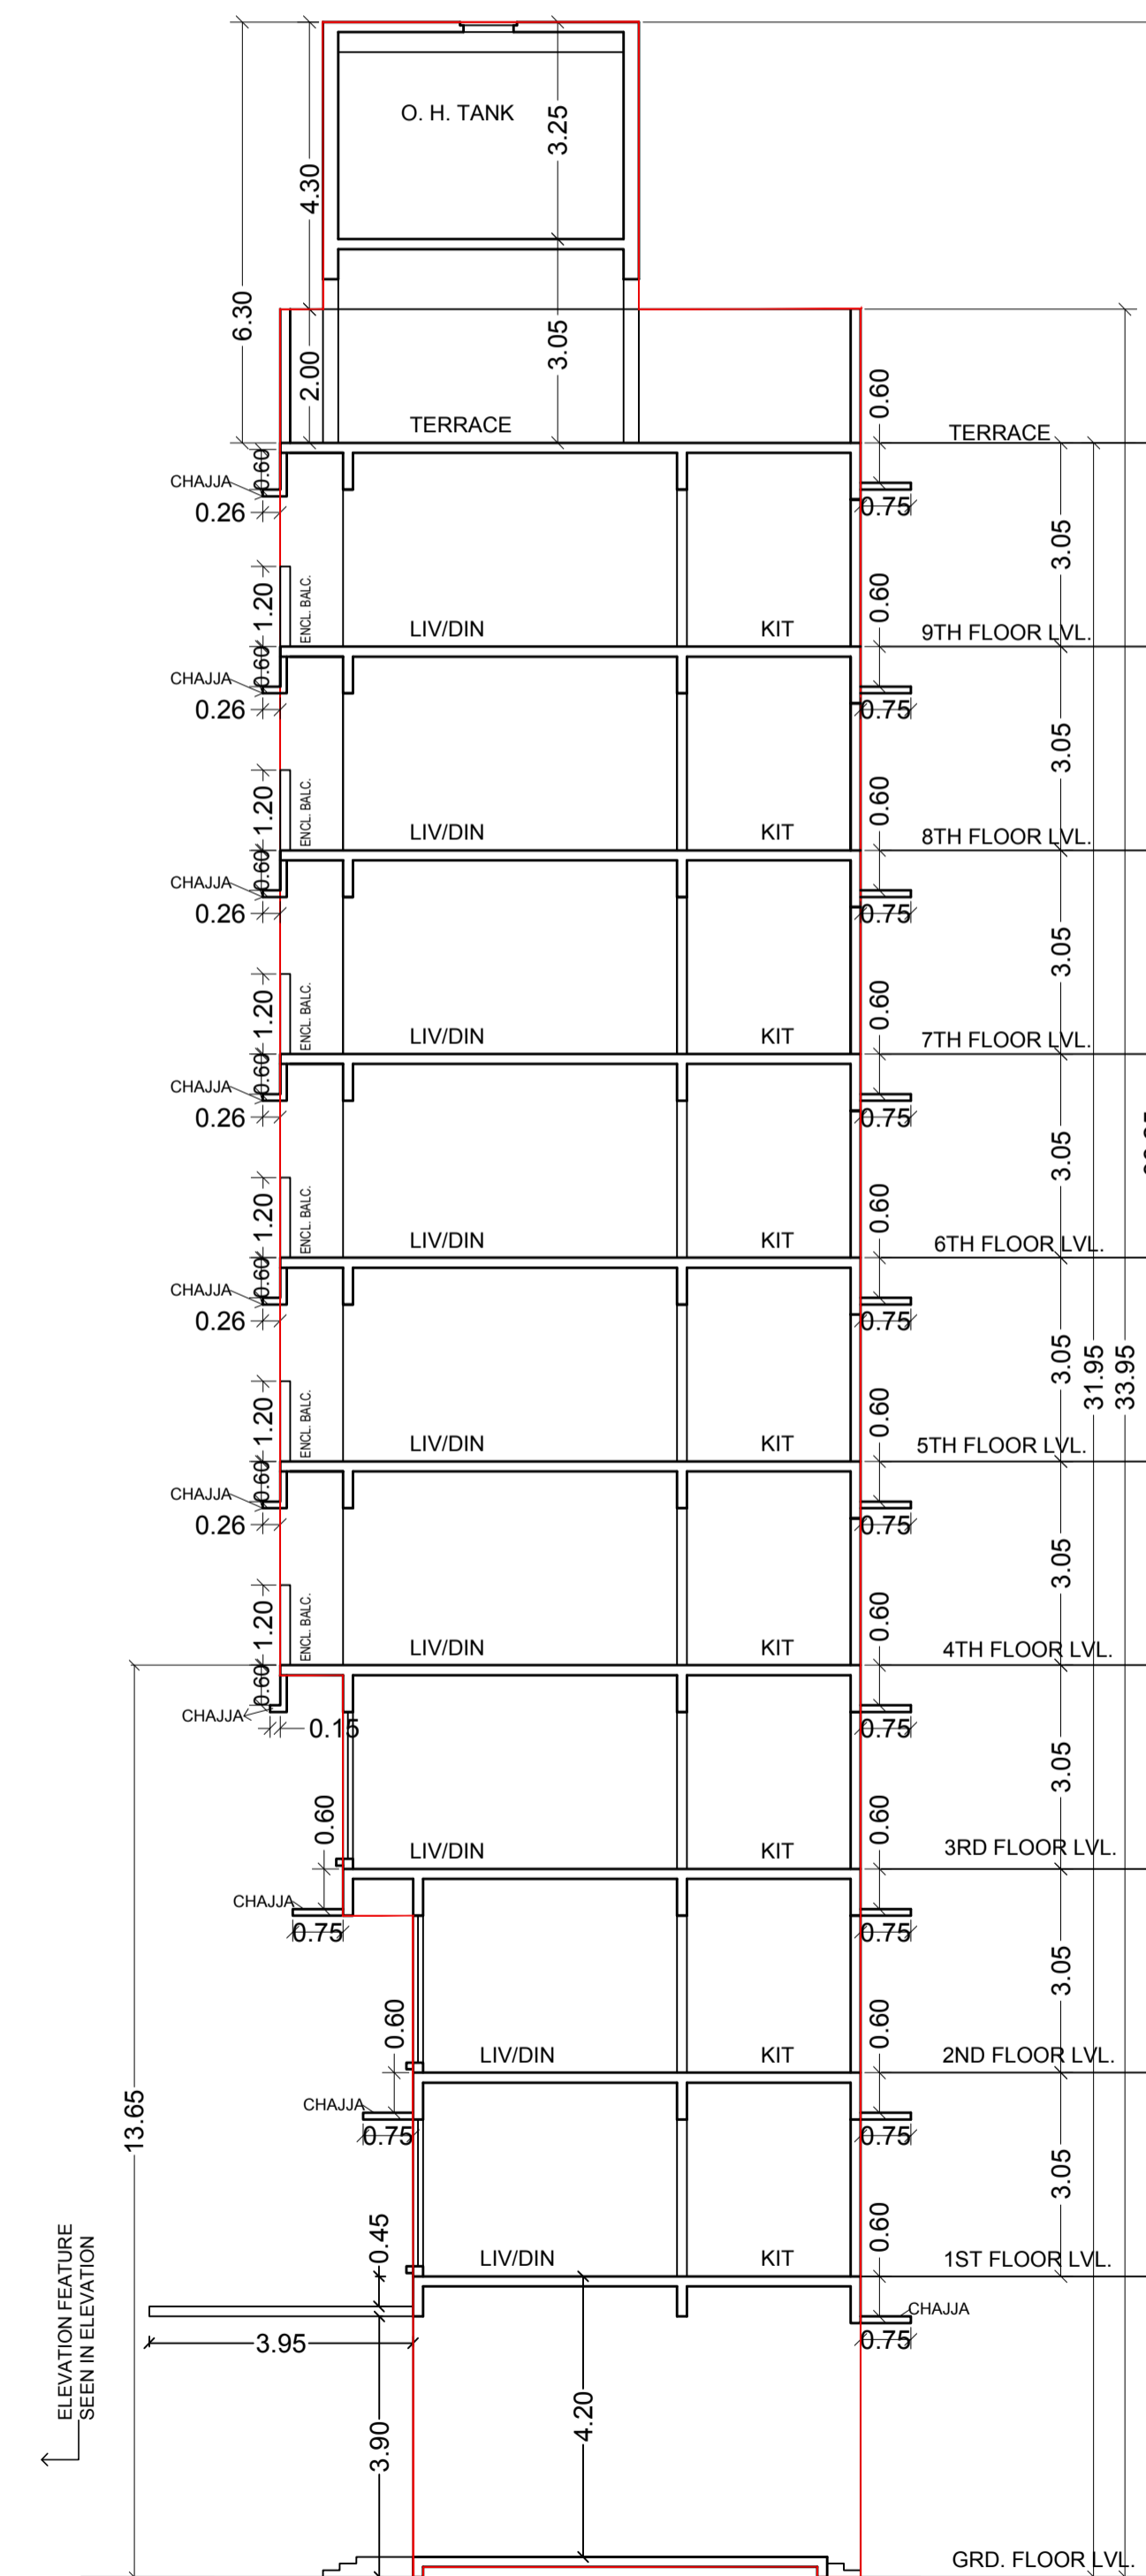 O. H. TANK
3.25
4.30
6.30
3.05
2.00
0.60
TERRACE
TERRACE
0.60
CHAJJA
0.26
0.75
3.05
1.20
ENCL. BALC.
0.60
LIV/DIN
KIT
9TH FLOOR LVL.
0.60
CHAJJA
0.26
0.75
3.05
1.20
ENCL. BALC.
0.60
LIV/DIN
KIT
8TH FLOOR LVL.
0.60
CHAJJA
0.26
0.75
3.05
1.20
ENCL. BALC.
0.60
LIV/DIN
KIT
7TH FLOOR LVL.
0.60
CHAJJA
0.26
0.75
3.05
1.20
ENCL. BALC.
0.60
LIV/DIN
KIT
6TH FLOOR LVL.
0.60
CHAJJA
0.26
0.75
3.05
31.95
33.95
1.20
ENCL. BALC.
0.60
LIV/DIN
KIT
5TH FLOOR LVL.
0.60
CHAJJA
0.26
0.75
3.05
1.20
ENCL. BALC.
0.60
LIV/DIN
KIT
4TH FLOOR LVL.
0.60
CHAJJA
0.15
0.75
3.05
0.60
0.60
LIV/DIN
KIT
3RD FLOOR LVL.
CHAJJA
0.75
0.75
3.05
0.60
0.60
LIV/DIN
KIT
2ND FLOOR LVL.
13.65
CHAJJA
0.75
0.75
3.05
0.45
0.60
LIV/DIN
KIT
1ST FLOOR LVL.
CHAJJA
3.95
0.75
ELEVATION FEATURE
SEEN IN ELEVATION
4.20
3.90
GRD. FLOOR LVL.